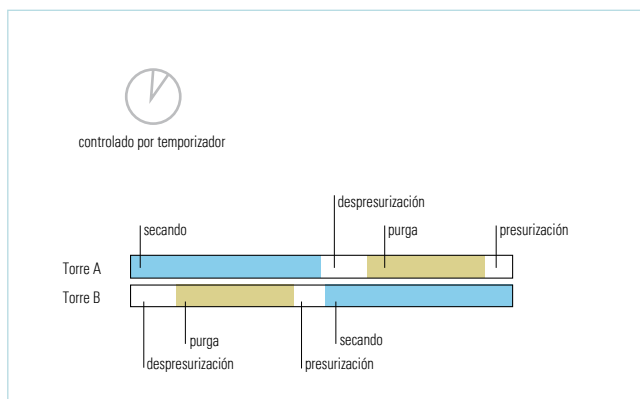 controlado por temporizador
despresurización
secando
purga
presurización
Torre A
Torre B
purga
secando
despresurización
presurización